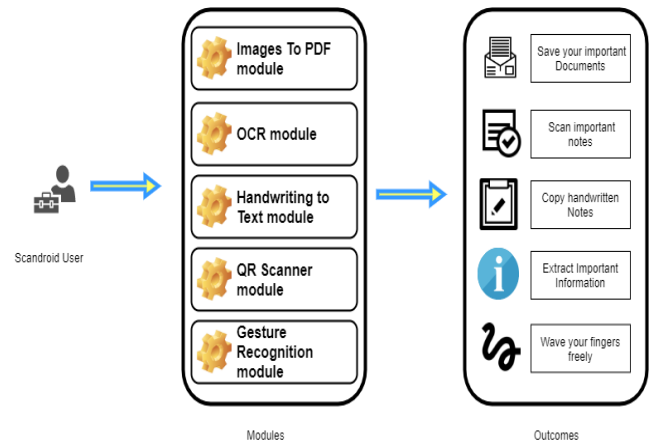 Scandroid User
Images To PDF
module
OCR module
Handwriting to
Text module
QR Scanner
module
Gesture
Recognition
module
Modules
Save your important
Documents
Scan important
notes
Copy handwritten
Notes
Extract Important
Information
Wave your fingers
freely
Outcomes